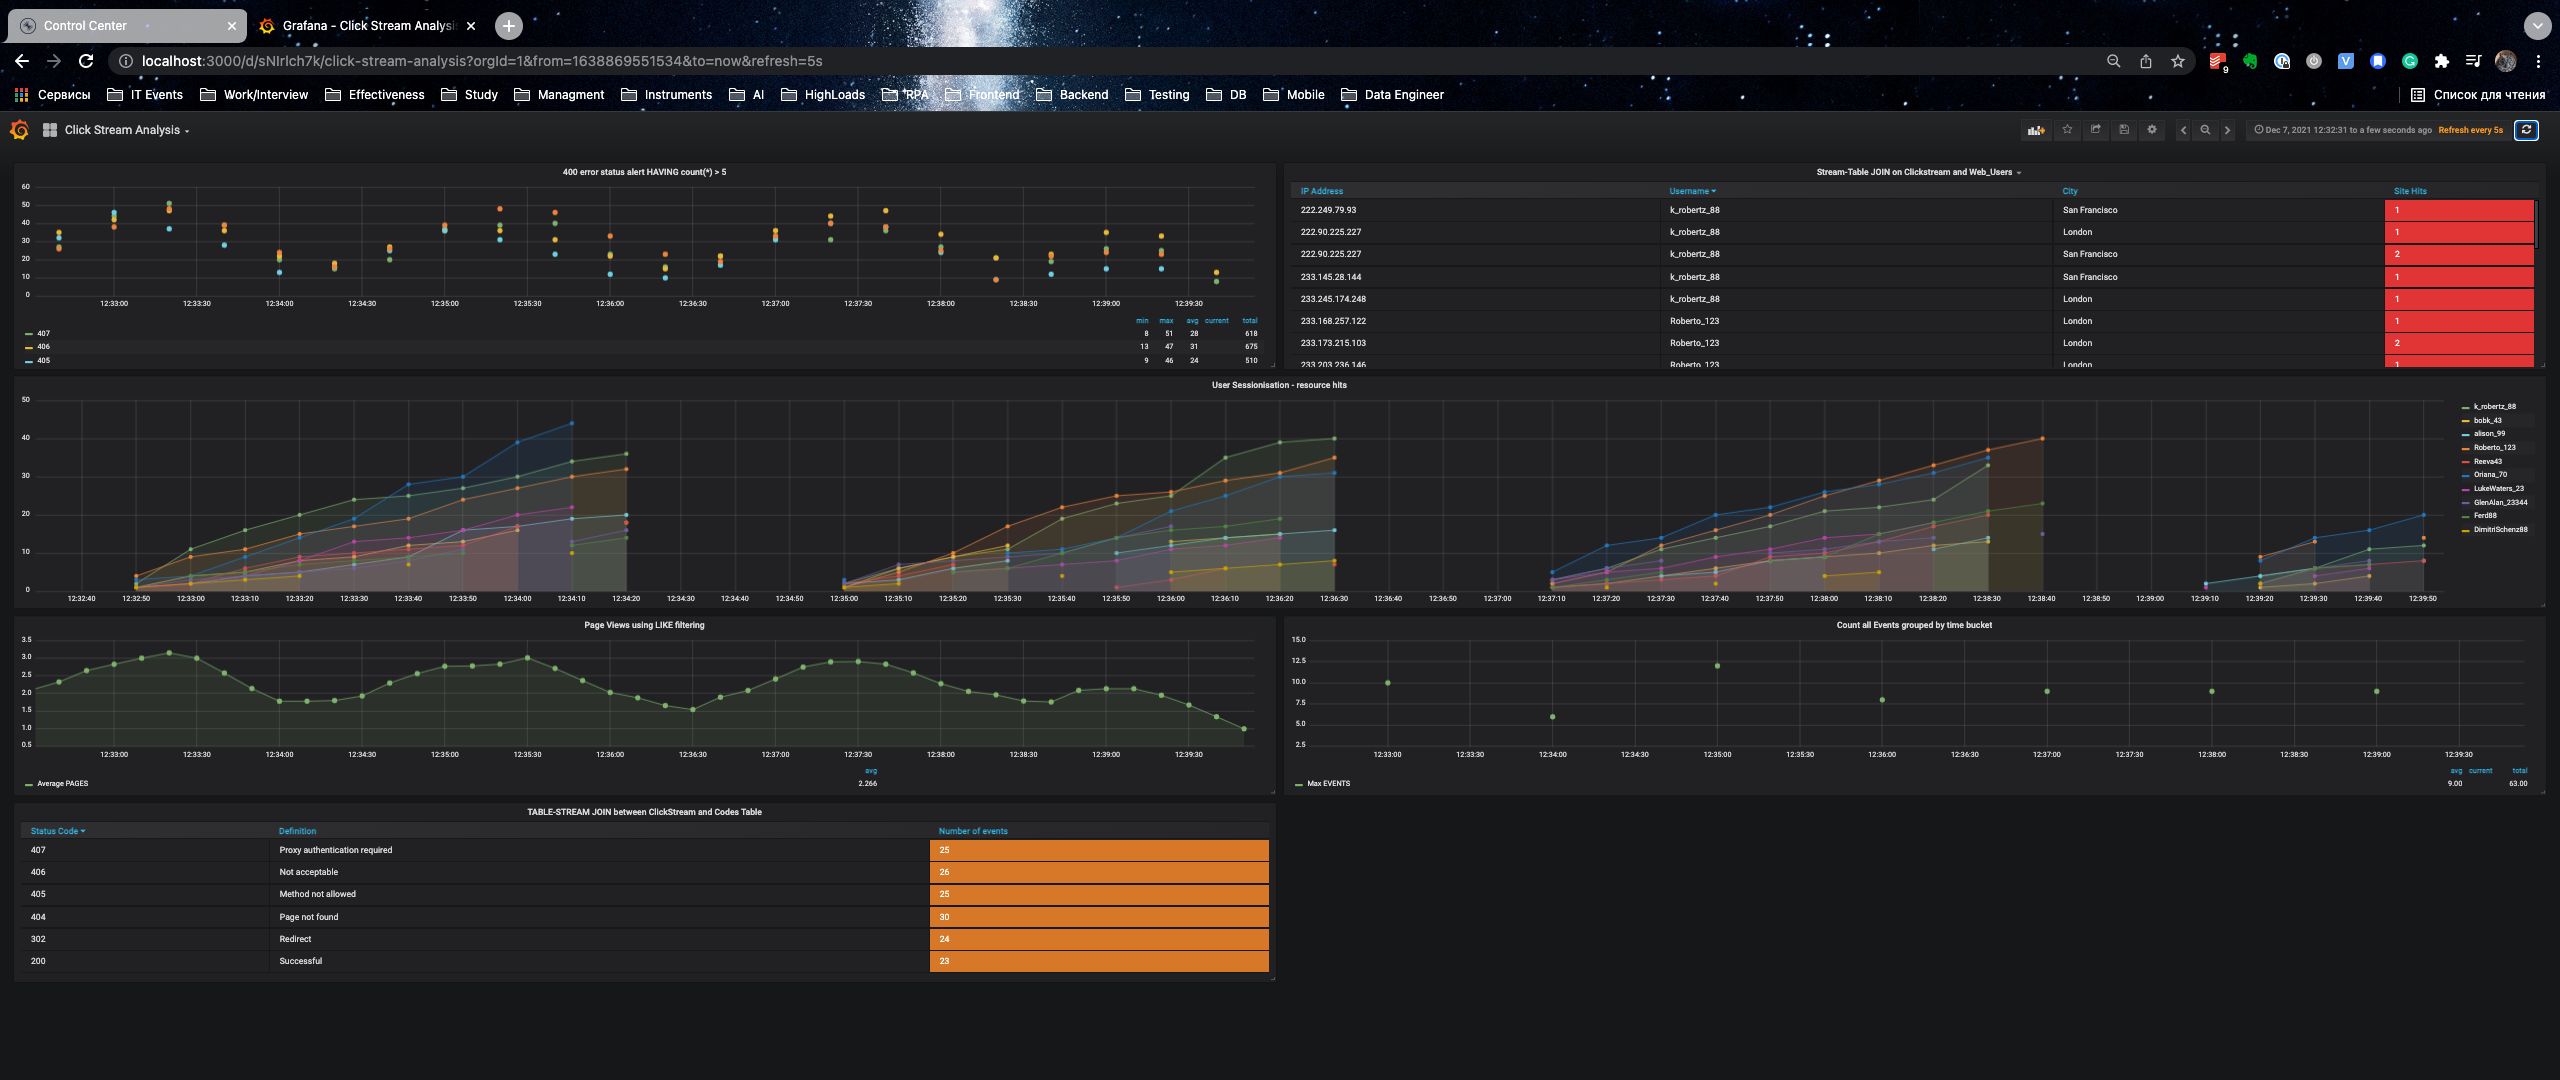 Control Center
Grafana - Click Stream Analysis
localhost:3000/d/sNIrlch7k/click-stream-analysis?orgId=1&from=1638869551534&to=now&refresh=5s
9
Сервисы IT Events Work/Interview Effectiveness Study Managment Instruments AI HighLoads RPA Frontend Backend Testing DB Mobile Data Engineer Список для чтения
Click Stream Analysis
Dec 7, 2021 12:32:31 to a few seconds ago Refresh every 5s
400 error status alert HAVING count(*) > 5
60
50
40
30
20
10
0
12:33:00 12:33:30 12:34:00 12:34:30 12:35:00 12:35:30 12:36:00 12:36:30 12:37:00 12:37:30 12:38:00 12:38:30 12:39:00 12:39:30
min max avg current total
407 8 51 28 618
406 13 47 31 675
405 9 46 24 510
Stream-Table JOIN on Clickstream and Web_Users
IP Address Username City Site Hits
222.249.79.93 k_robertz_88 San Francisco 1
222.90.225.227 k_robertz_88 London 1
222.90.225.227 k_robertz_88 San Francisco 2
233.145.28.144 k_robertz_88 San Francisco 1
233.245.174.248 k_robertz_88 London 1
233.168.257.122 Roberto_123 London 1
233.173.215.103 Roberto_123 London 2
233.203.236.146 Roberto_123 London 1
User Sessionisation - resource hits
50
40
30
20
10
0
12:32:40 12:32:50 12:33:00 12:33:10 12:33:20 12:33:30 12:33:40 12:33:50 12:34:00 12:34:10 12:34:20 12:34:30 12:34:40 12:34:50 12:35:00 12:35:10 12:35:20 12:35:30 12:35:40 12:35:50 12:36:00 12:36:10 12:36:20 12:36:30 12:36:40 12:36:50 12:37:00 12:37:10 12:37:20 12:37:30 12:37:40 12:37:50 12:38:00 12:38:10 12:38:20 12:38:30 12:38:40 12:38:50 12:39:00 12:39:10 12:39:20 12:39:30 12:39:40 12:39:50
k_robertz_88
bobk_43
alison_99
Roberto_123
Reeva43
Oriana_70
LukeWaters_23
GlenAlan_23344
Ferd88
DimitriSchenz88
Page Views using LIKE filtering
3.5
3.0
2.5
2.0
1.5
1.0
0.5
12:33:00 12:33:30 12:34:00 12:34:30 12:35:00 12:35:30 12:36:00 12:36:30 12:37:00 12:37:30 12:38:00 12:38:30 12:39:00 12:39:30
avg
Average PAGES 2.266
Count all Events grouped by time bucket
15.0
12.5
10.0
7.5
5.0
2.5
12:33:00 12:33:30 12:34:00 12:34:30 12:35:00 12:35:30 12:36:00 12:36:30 12:37:00 12:37:30 12:38:00 12:38:30 12:39:00 12:39:30
avg current total
Max EVENTS 9.00 63.00
TABLE-STREAM JOIN between ClickStream and Codes Table
Status Code Definition Number of events
407 Proxy authentication required 25
406 Not acceptable 26
405 Method not allowed 25
404 Page not found 30
302 Redirect 24
200 Successful 23